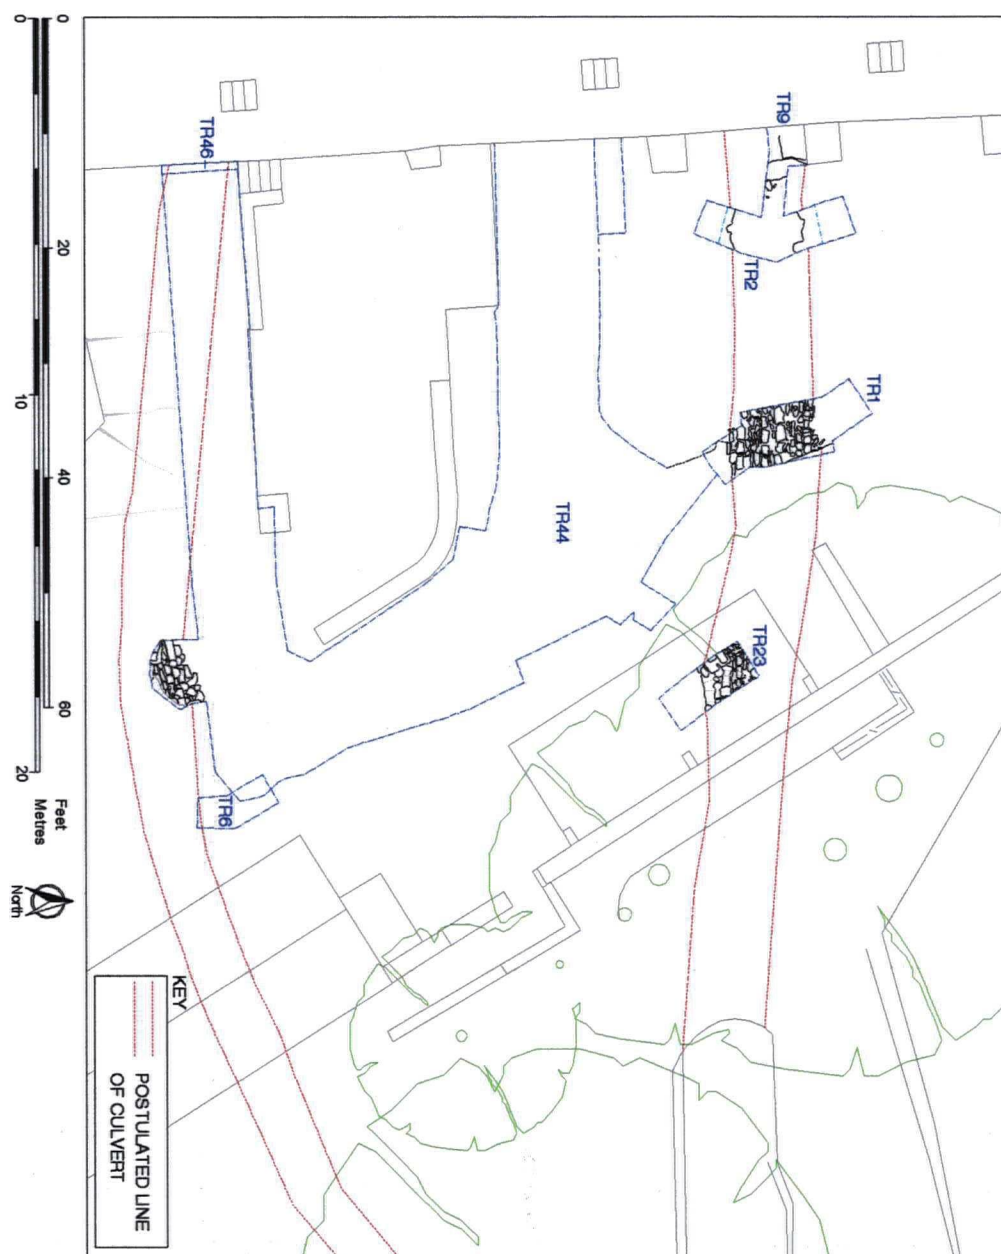 TR9
TR46
TR2
TR1
TR44
TR23
TR6
0
20
40
60
Feet
0
10
20
Metres
North
KEY
POSTULATED LINE
OF CULVERT